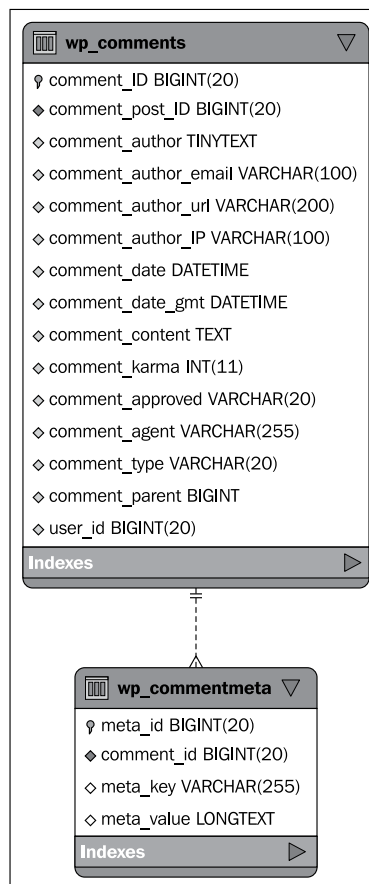 wp_comments
comment_ID BIGINT(20)
comment_post_ID BIGINT(20)
comment_author TINYTEXT
comment_author_email VARCHAR(100)
comment_author_url VARCHAR(200)
comment_author_IP VARCHAR(100)
comment_date DATETIME
comment_date_gmt DATETIME
comment_content TEXT
comment_karma INT(11)
comment_approved VARCHAR(20)
comment_agent VARCHAR(255)
comment_type VARCHAR(20)
comment_parent BIGINT
user_id BIGINT(20)
Indexes
wp_commentmeta
meta_id BIGINT(20)
comment_id BIGINT(20)
meta_key VARCHAR(255)
meta_value LONGTEXT
Indexes